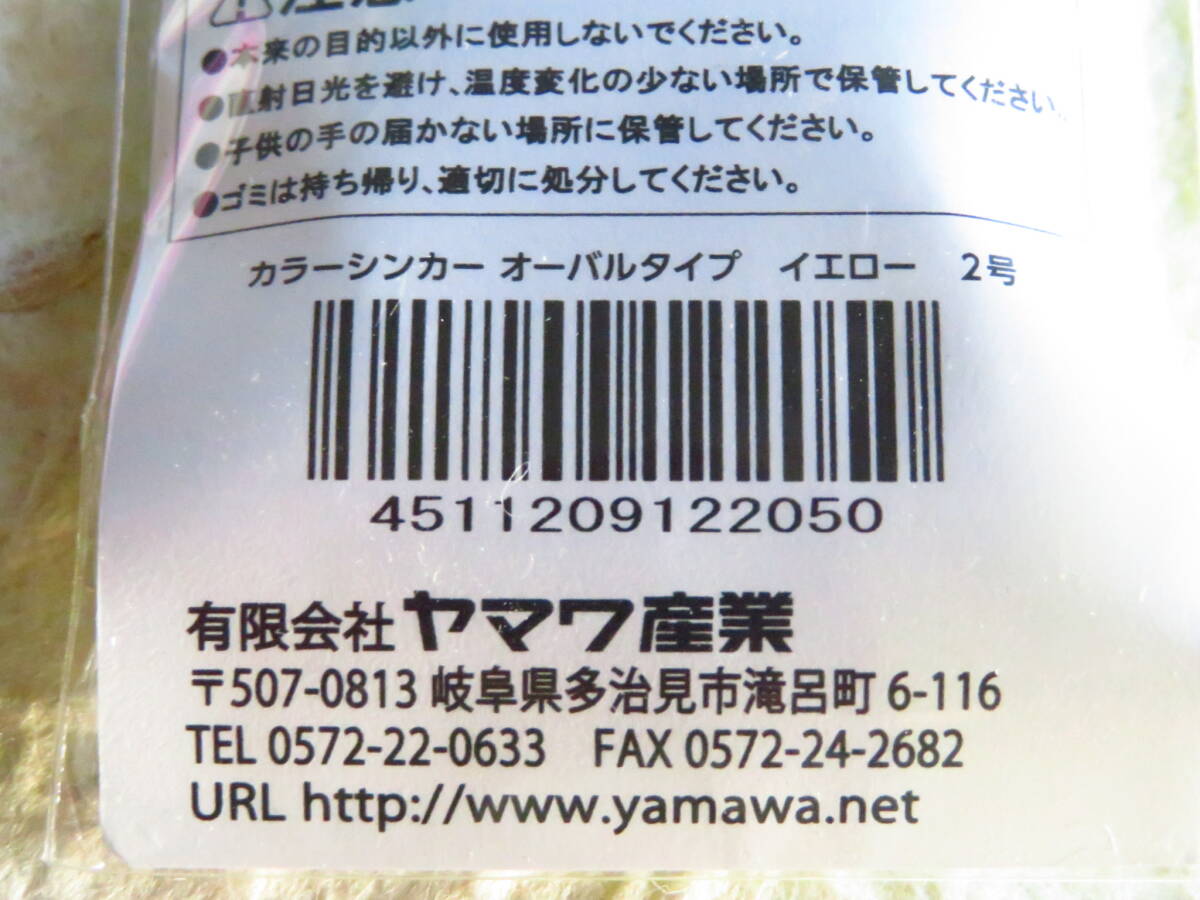 ⚠注意
●本来の目的以外に使用しないでください。
●直射日光を避け、温度変化の少ない場所で保管してください。
●子供の手の届かない場所に保管してください。
●ゴミは持ち帰り、適切に処分してください。
カラーシンカー オーバルタイプ　イエロー　2号
4511209122050
有限会社 ヤマワ産業
〒507-0813 岐阜県多治見市滝呂町 6-116
TEL 0572-22-0633　FAX 0572-24-2682
URL http://www.yamawa.net